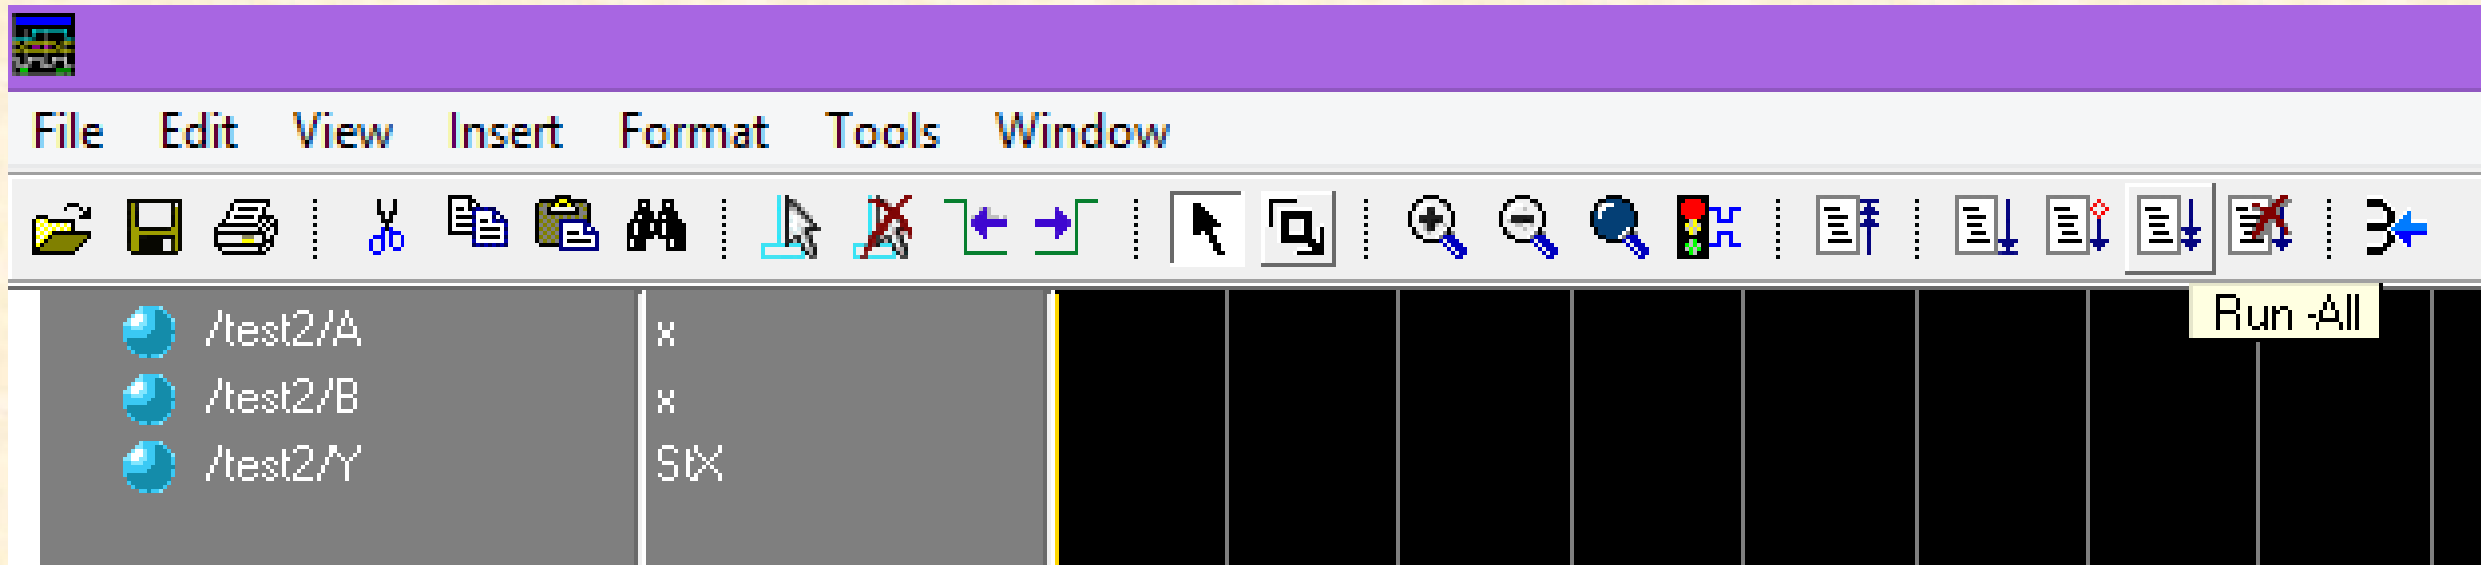 File Edit View Insert Format Tools Window
Run -All
/test2/A x
/test2/B x
/test2/Y StX